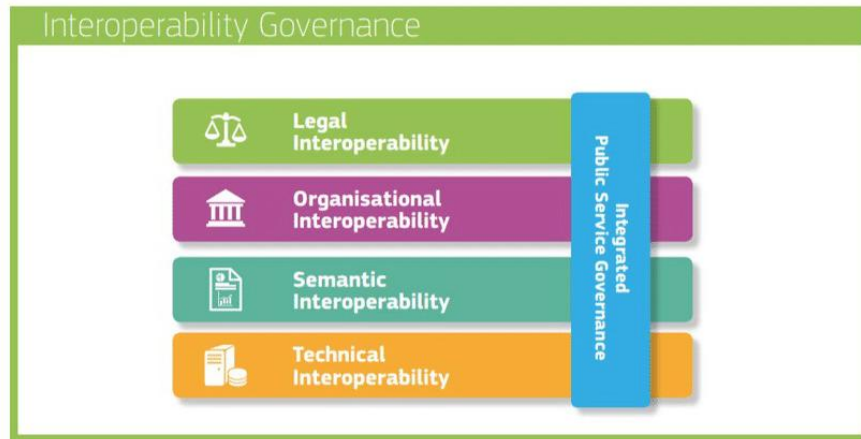 Interoperability Governance
Legal
Interoperability
Organisational
Interoperability
Semantic
Interoperability
Technical
Interoperability
Integrated
Public Service Governance